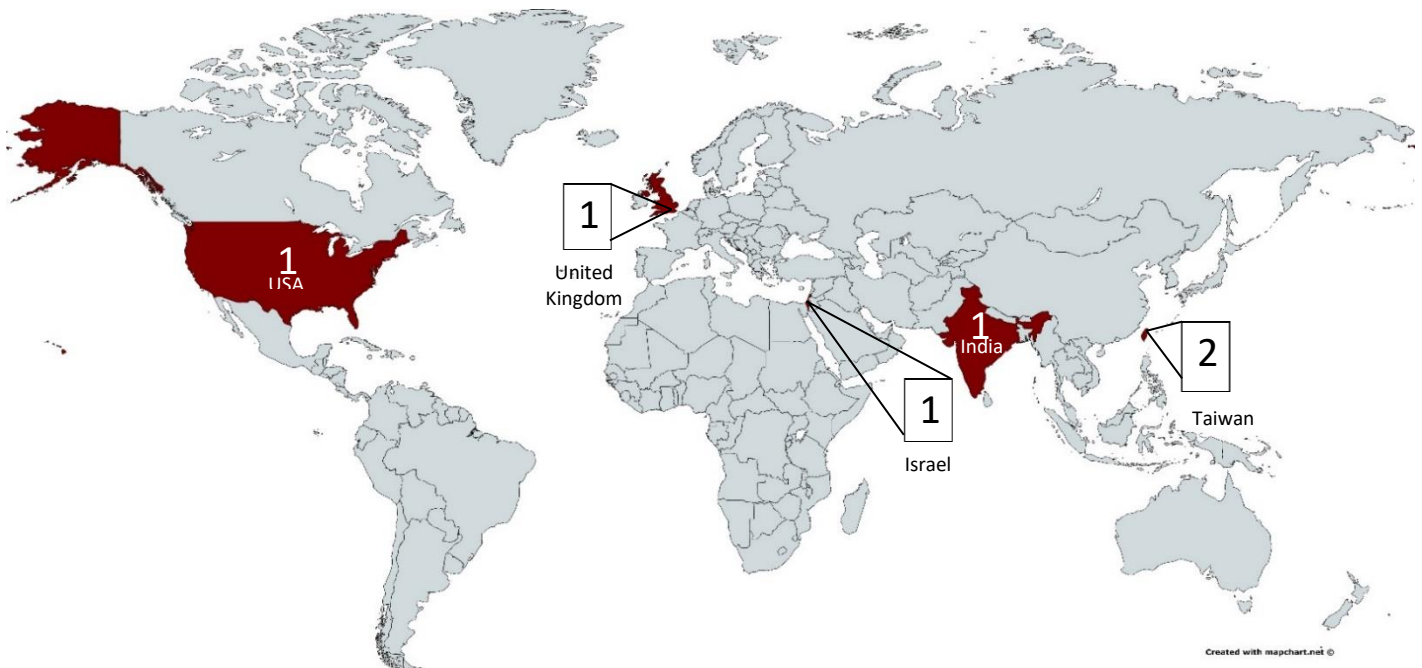 1
USA
1
United
Kingdom
1
Israel
1
India
2
Taiwan
Created with mapchart.net ©